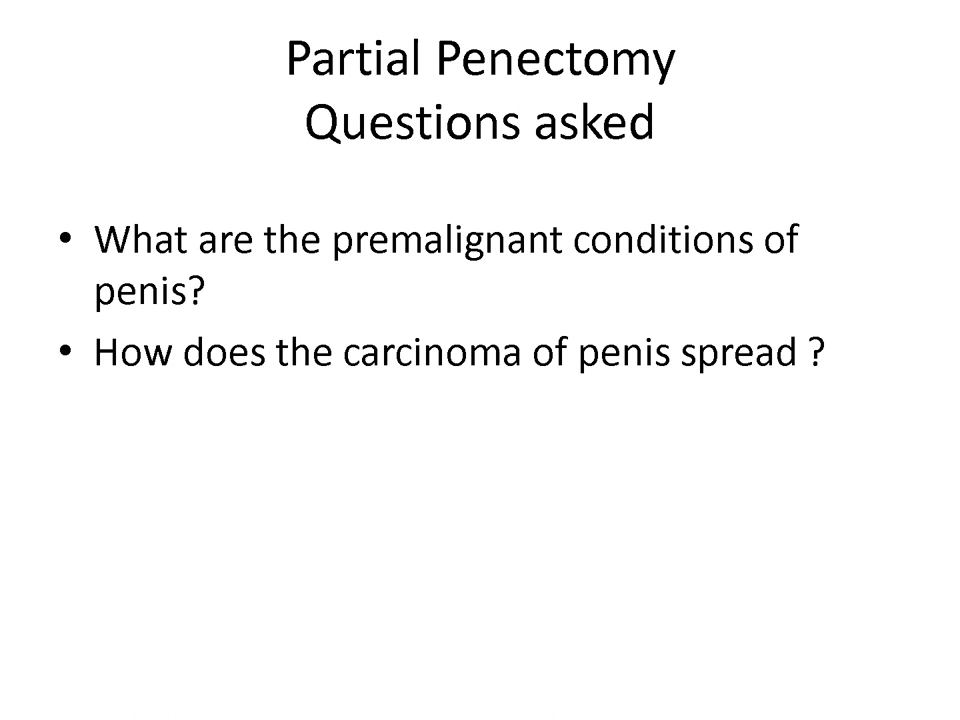 Partial Penectomy
Questions asked
• What are the premalignant conditions of
penis?
• How does the carcinoma of penis spread ?